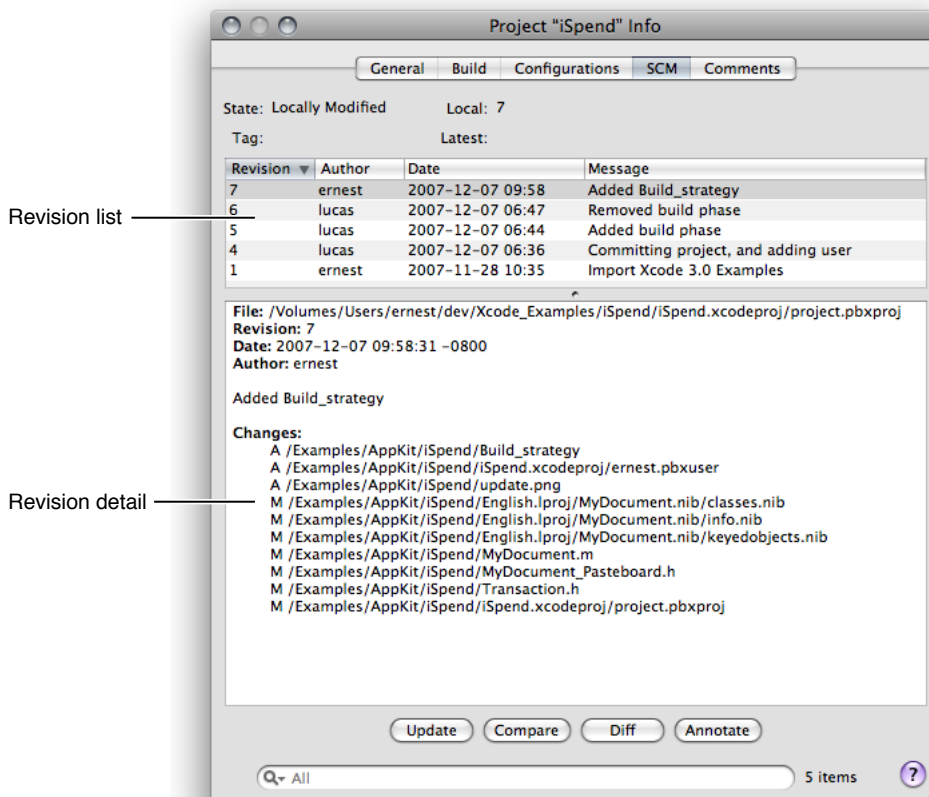 Project “iSpend” Info
General Build Configurations SCM Comments
State: Locally Modified Local: 7
Tag: Latest:
Revision Author Date Message
7 ernest 2007-12-07 09:58 Added Build_strategy
Revision list
6 lucas 2007-12-07 06:47 Removed build phase
5 lucas 2007-12-07 06:44 Added build phase
4 lucas 2007-12-07 06:36 Committing project, and adding user
1 ernest 2007-11-28 10:35 Import Xcode 3.0 Examples
File: /Volumes/Users/ernest/dev/Xcode_Examples/iSpend/iSpend.xcodeproj/project.pbxproj
Revision: 7
Date: 2007-12-07 09:58:31 -0800
Author: ernest
Added Build_strategy
Changes:
A /Examples/AppKit/iSpend/Build_strategy
A /Examples/AppKit/iSpend/iSpend.xcodeproj/ernest.pbxuser
A /Examples/AppKit/iSpend/update.png
Revision detail
M /Examples/AppKit/iSpend/English.lproj/MyDocument.nib/classes.nib
M /Examples/AppKit/iSpend/English.lproj/MyDocument.nib/info.nib
M /Examples/AppKit/iSpend/English.lproj/MyDocument.nib/keyedobjects.nib
M /Examples/AppKit/iSpend/MyDocument.m
M /Examples/AppKit/iSpend/MyDocument_Pasteboard.h
M /Examples/AppKit/iSpend/Transaction.h
M /Examples/AppKit/iSpend/iSpend.xcodeproj/project.pbxproj
Update Compare Diff Annotate
All 5 items ?